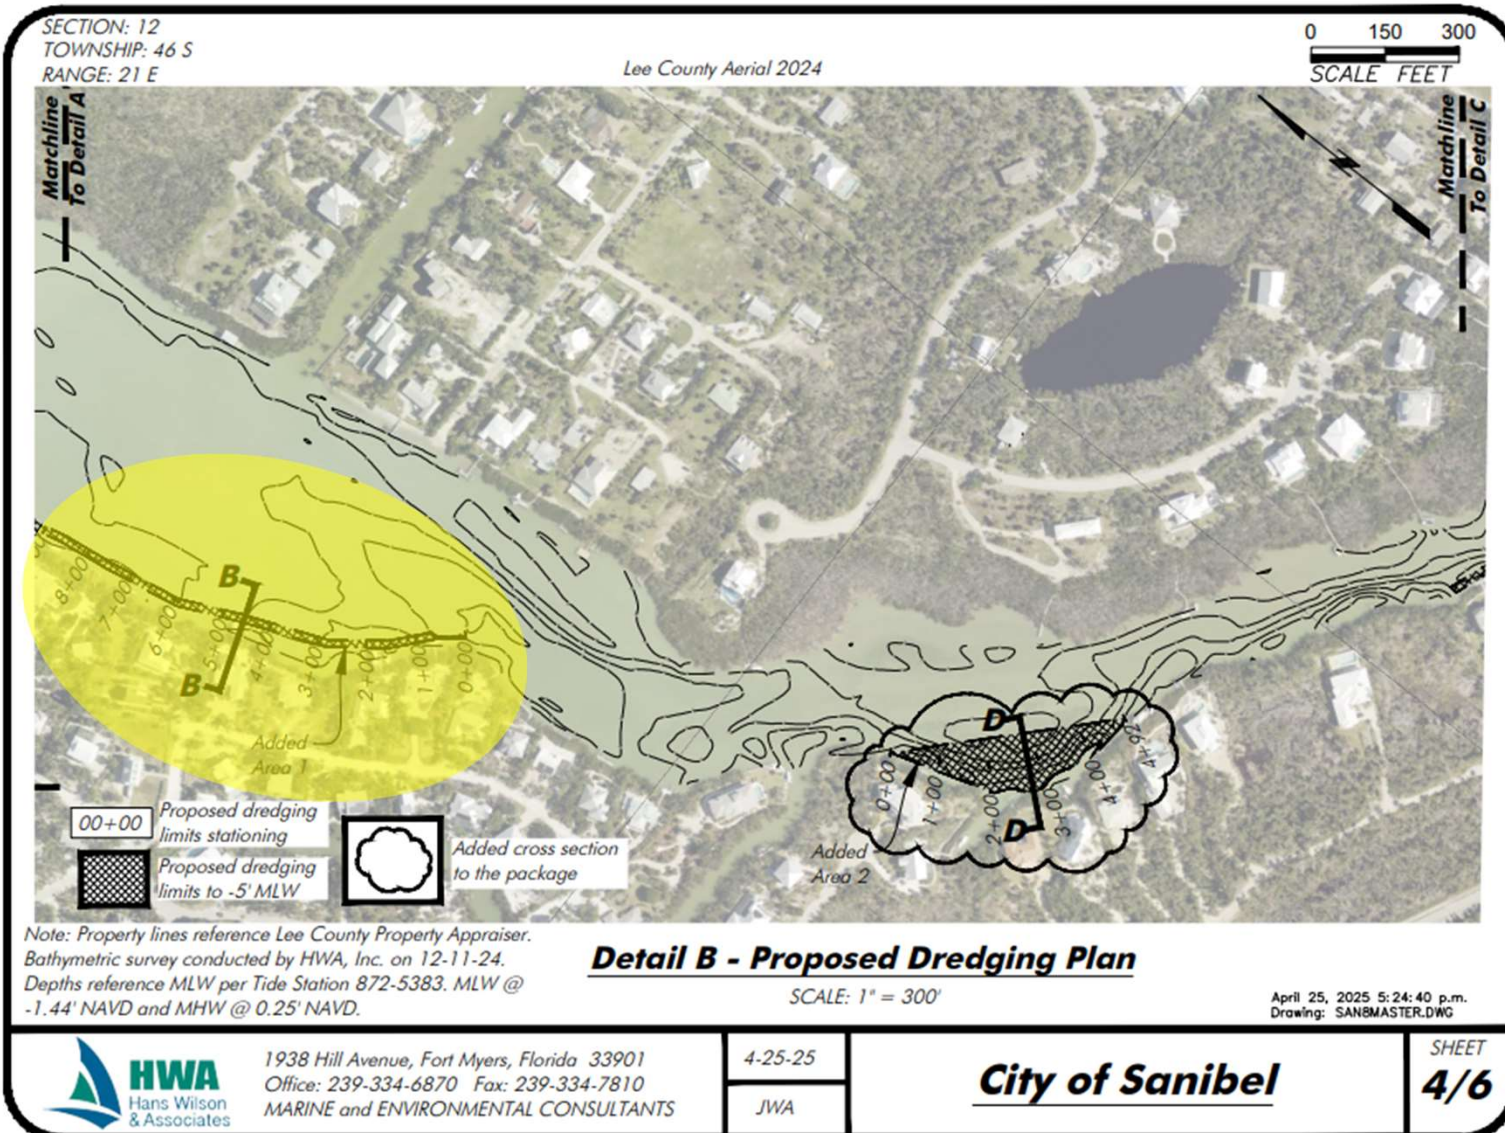 SECTION: 12
TOWNSHIP: 46 S
RANGE: 21 E
Lee County Aerial 2024
0 150 300
SCALE FEET
Matchline
To Detail A
Matchline
To Detail C
N
8+00
7+00
6+00
5+00
4+00
3+00
2+00
1+00
0+00
B
B
Added
Area 1
D
D
0+00
1+00
2+00
3+00
4+00
4+92
Added
Area 2
00+00
Proposed dredging
limits stationing
Proposed dredging
limits to -5' MLW
Added cross section
to the package
Note: Property lines reference Lee County Property Appraiser.
Bathymetric survey conducted by HWA, Inc. on 12-11-24.
Depths reference MLW per Tide Station 872-5383. MLW @
-1.44' NAVD and MHW @ 0.25' NAVD.
Detail B - Proposed Dredging Plan
SCALE: 1" = 300'
April 25, 2025 5:24:40 p.m.
Drawing: SAN8MASTER.DWG
HWA
Hans Wilson
& Associates
1938 Hill Avenue, Fort Myers, Florida 33901
Office: 239-334-6870 Fax: 239-334-7810
MARINE and ENVIRONMENTAL CONSULTANTS
4-25-25
JWA
City of Sanibel
SHEET
4/6